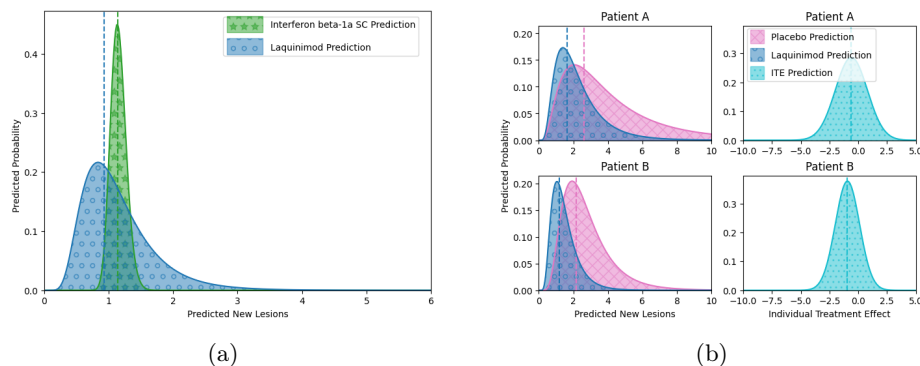 Interferon beta-1a SC Prediction
Laquinimod Prediction
Predicted Probability
0.4
0.3
0.2
0.1
0.0
0 1 2 3 4 5 6
Predicted New Lesions
(a)
Patient A
Placebo Prediction
Laquinimod Prediction
ITE Prediction
0.20
0.15
0.10
0.05
0.00
0 2 4 6 8 10
Patient A
0.3
0.2
0.1
0.0
-10.0 -7.5 -5.0 -2.5 0.0 2.5 5.0
Predicted Probability
Patient B
0.20
0.15
0.10
0.05
0.00
0 2 4 6 8 10
Predicted New Lesions
Patient B
0.3
0.2
0.1
0.0
-10.0 -7.5 -5.0 -2.5 0.0 2.5 5.0
Individual Treatment Effect
(b)